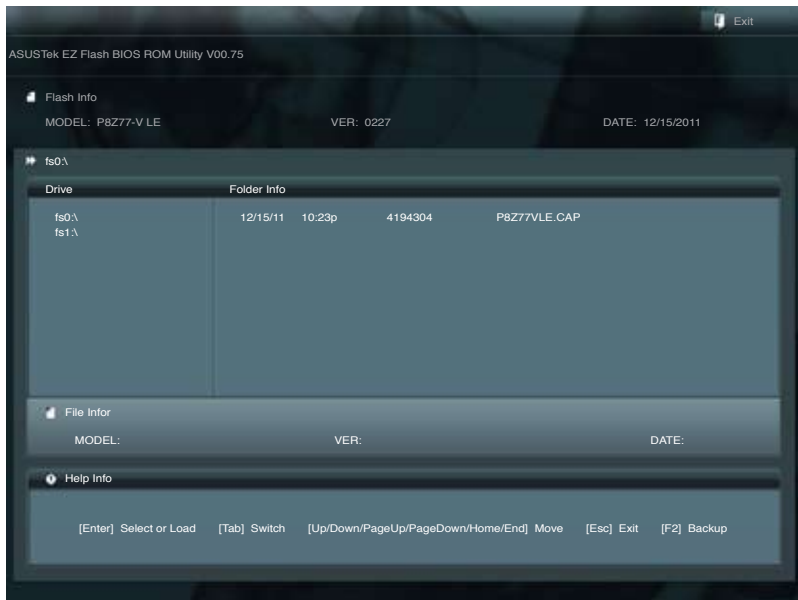 Exit
ASUSTek EZ Flash BIOS ROM Utility V00.75
Flash Info
MODEL: P8Z77-V LE VER: 0227 DATE: 12/15/2011
fs0:\
Drive Folder Info
fs0:\ 12/15/11 10:23p 4194304 P8Z77VLE.CAP
fs1:\
File Infor
MODEL: VER: DATE:
Help Info
[Enter] Select or Load [Tab] Switch [Up/Down/PageUp/PageDown/Home/End] Move [Esc] Exit [F2] Backup